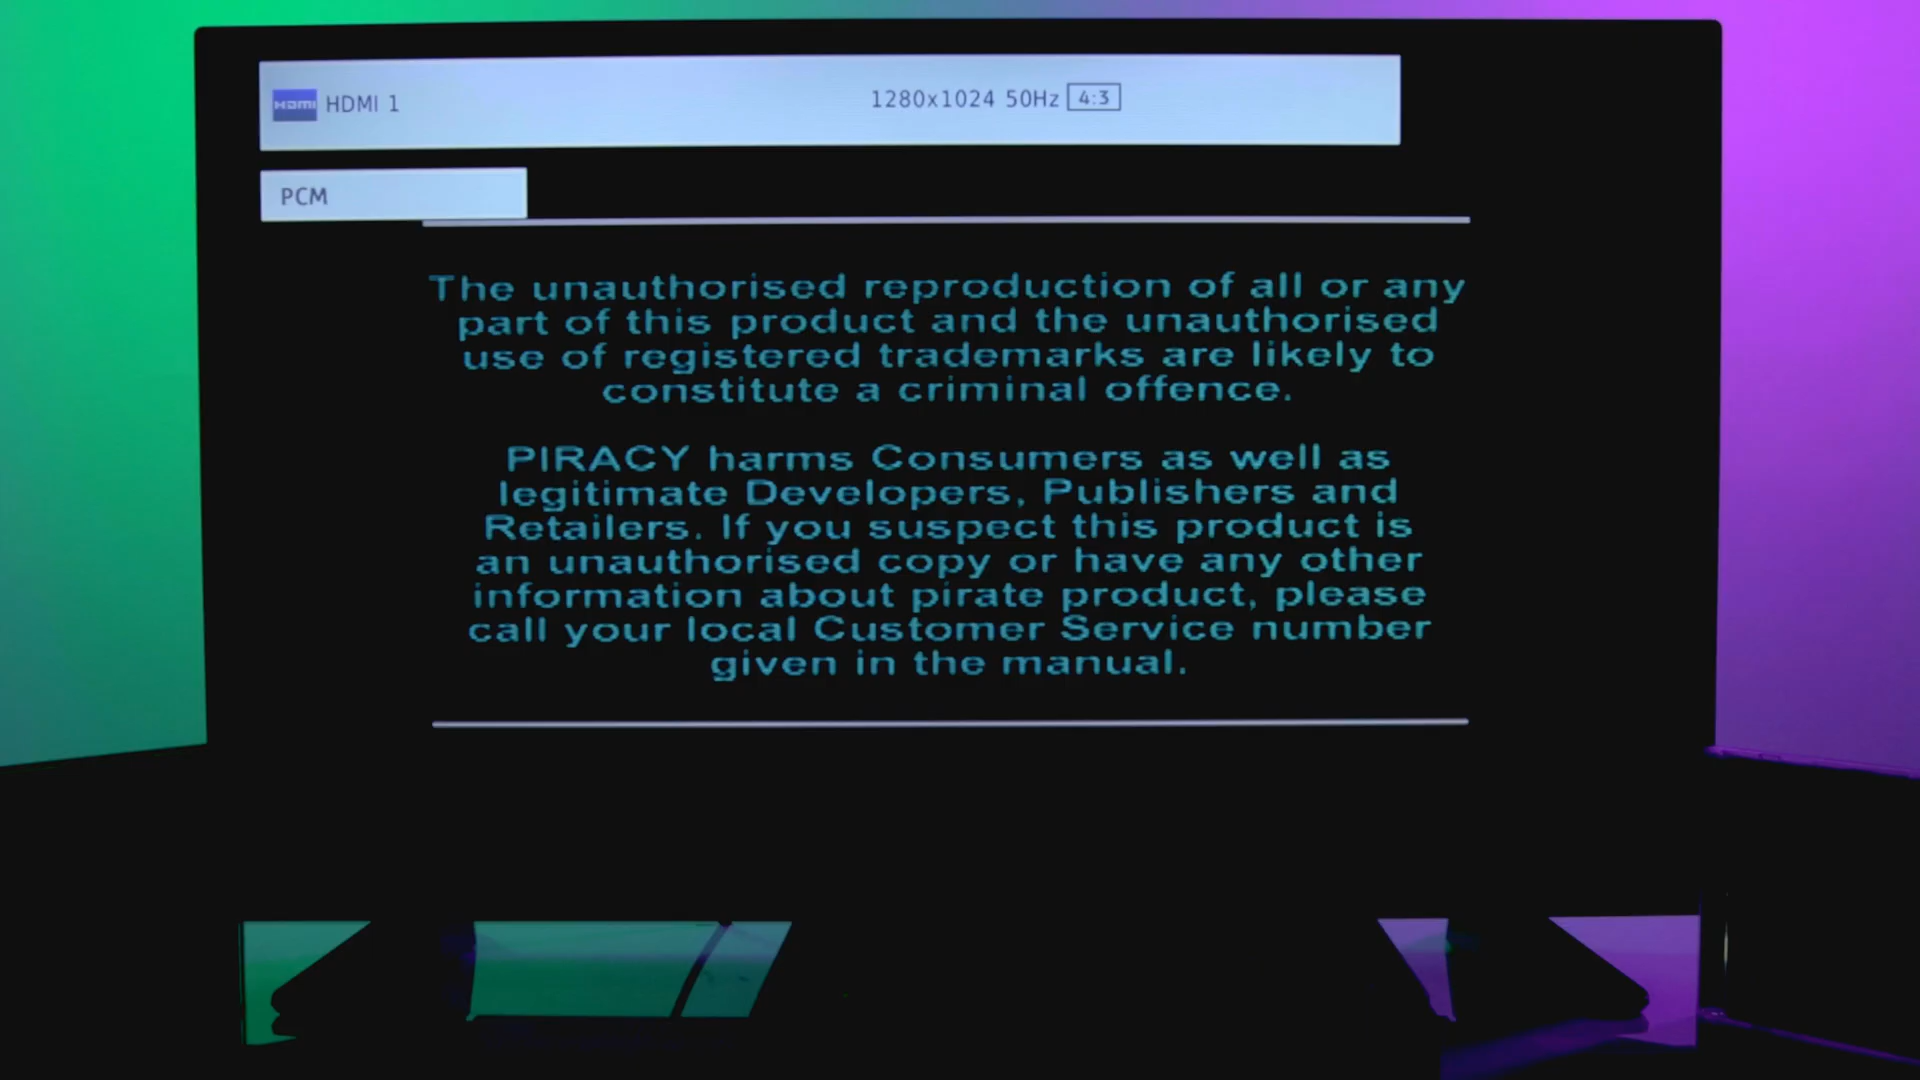 HDMI HDMI 1
1280x1024 50Hz 4:3
PCM
The unauthorised reproduction of all or any
part of this product and the unauthorised
use of registered trademarks are likely to
constitute a criminal offence.
PIRACY harms Consumers as well as
legitimate Developers, Publishers and
Retailers. If you suspect this product is
an unauthorised copy or have any other
information about pirate product, please
call your local Customer Service number
given in the manual.